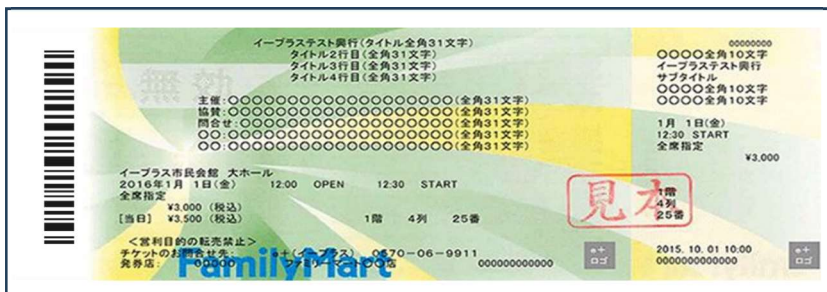 イープラステスト興行(タイトル全角31文字)
タイトル2行目(全角31文字)
タイトル3行目(全角31文字)
タイトル4行目(全角31文字)
無効
主催:○○○○○○○○○○○○○○○○○○○○(全角31文字)
協賛:○○○○○○○○○○○○○○○○○○○○(全角31文字)
問合せ:○○○○○○○○○○○○○○○○○○○(全角31文字)
○○:○○○○○○○○○○○○○○○○○○○○(全角31文字)
○○:○○○○○○○○○○○○○○○○○○○○(全角31文字)
イープラス市民会館 大ホール
2016年1月 1日(金) 12:00 OPEN 12:30 START
全席指定
¥3,000 (税込)
[当日] ¥3,500 (税込) 1階 4列 25番
<営利目的の転売禁止>
チケットのお問合せ先: e+(イープラス) 0570-06-9911
発券店: 00000 ファミリーマート○○店 000000000000
FamilyMart
00000000
○○○○全角10文字
イープラステスト興行
サブタイトル
○○○○全角10文字
○○○○全角10文字
1月 1日(金)
12:30 START
全席指定
¥3,000
見本
1階
4列
25番
2015. 10. 01 10:00
000000000000
e+
ロゴ
e+
ロゴ